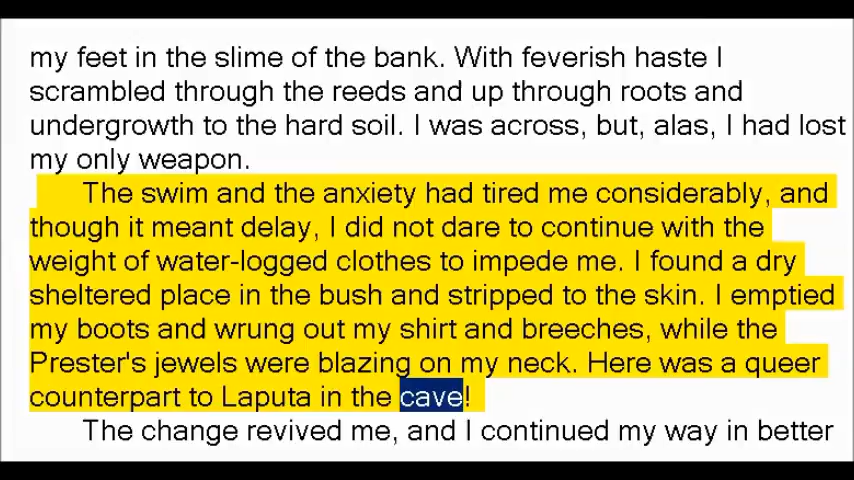 my feet in the slime of the bank. With feverish haste I
scrambled through the reeds and up through roots and
undergrowth to the hard soil. I was across, but, alas, I had lost
my only weapon.
The swim and the anxiety had tired me considerably, and
though it meant delay, I did not dare to continue with the
weight of water-logged clothes to impede me. I found a dry
sheltered place in the bush and stripped to the skin. I emptied
my boots and wrung out my shirt and breeches, while the
Prester's jewels were blazing on my neck. Here was a queer
counterpart to Laputa in the cave!
The change revived me, and I continued my way in better